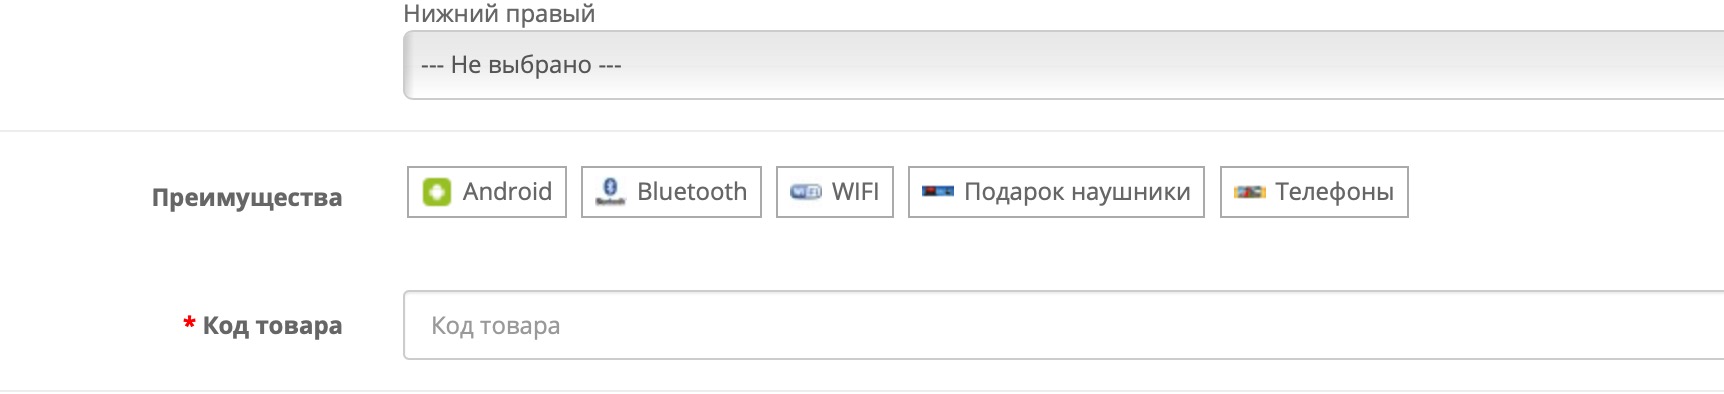 Нижний правый
--- Не выбрано ---
Преимущества
Android Bluetooth WIFI Подарок наушники Телефоны
* Код товара
Код товара